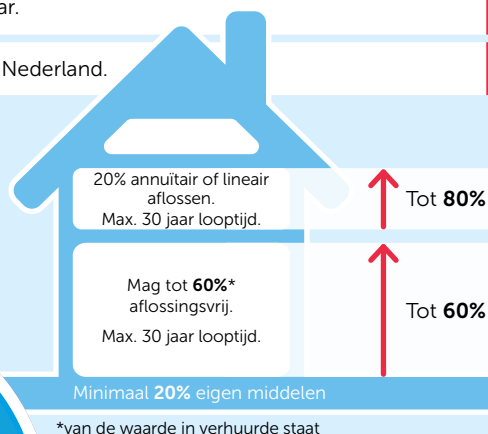 ar.
Nederland.
20% annuïtair of lineair
aflossen.
Max. 30 jaar looptijd.
Tot 80%
Mag tot 60%*
aflossingsvrij.
Max. 30 jaar looptijd.
Tot 60%
Minimaal 20% eigen middelen
*van de waarde in verhuurde staat